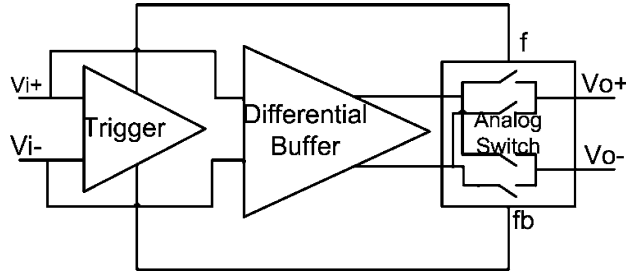 f
Vi+
Vi-
Trigger
Differential
Buffer
Analog
Switch
Vo+
Vo-
fb